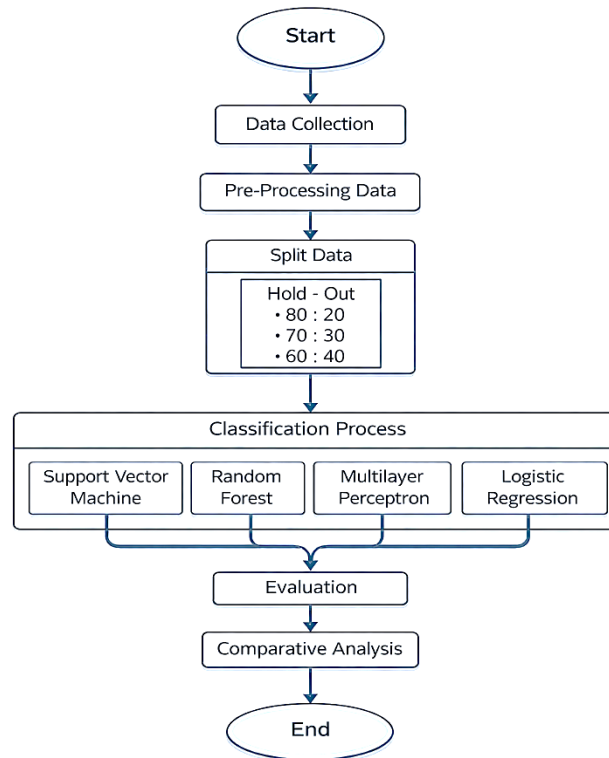 Start
Data Collection
Pre-Processing Data
Split Data
Hold - Out
• 80 : 20
• 70 : 30
• 60 : 40
Classification Process
Support Vector
Machine
Random
Forest
Multilayer
Perceptron
Logistic
Regression
Evaluation
Comparative Analysis
End